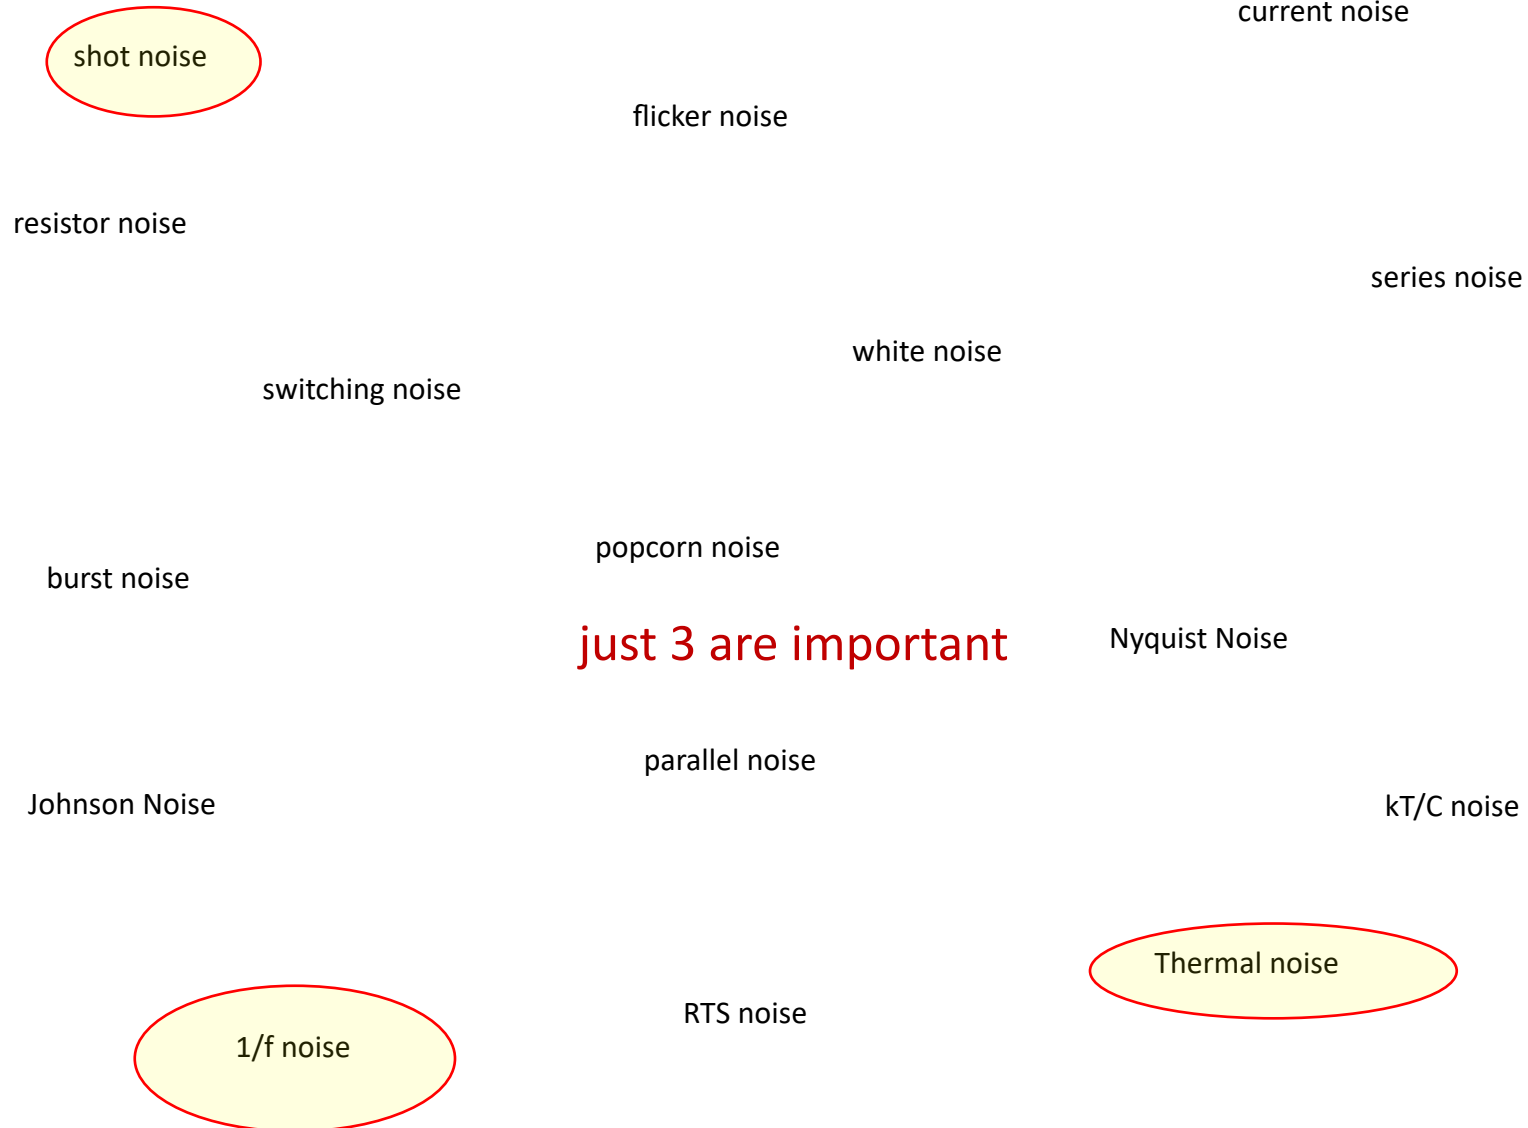 current noise
shot noise
flicker noise
resistor noise
series noise
white noise
switching noise
popcorn noise
burst noise
just 3 are important
Nyquist Noise
parallel noise
Johnson Noise
kT/C noise
Thermal noise
RTS noise
1/f noise